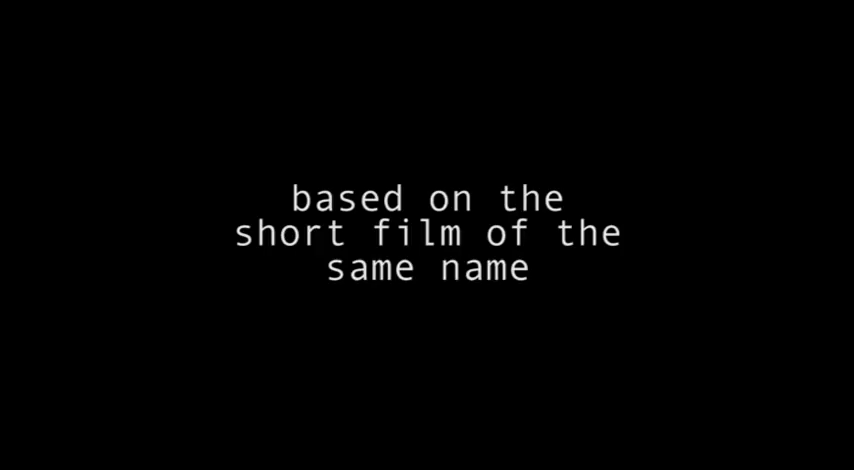 based on the
short film of the
same name